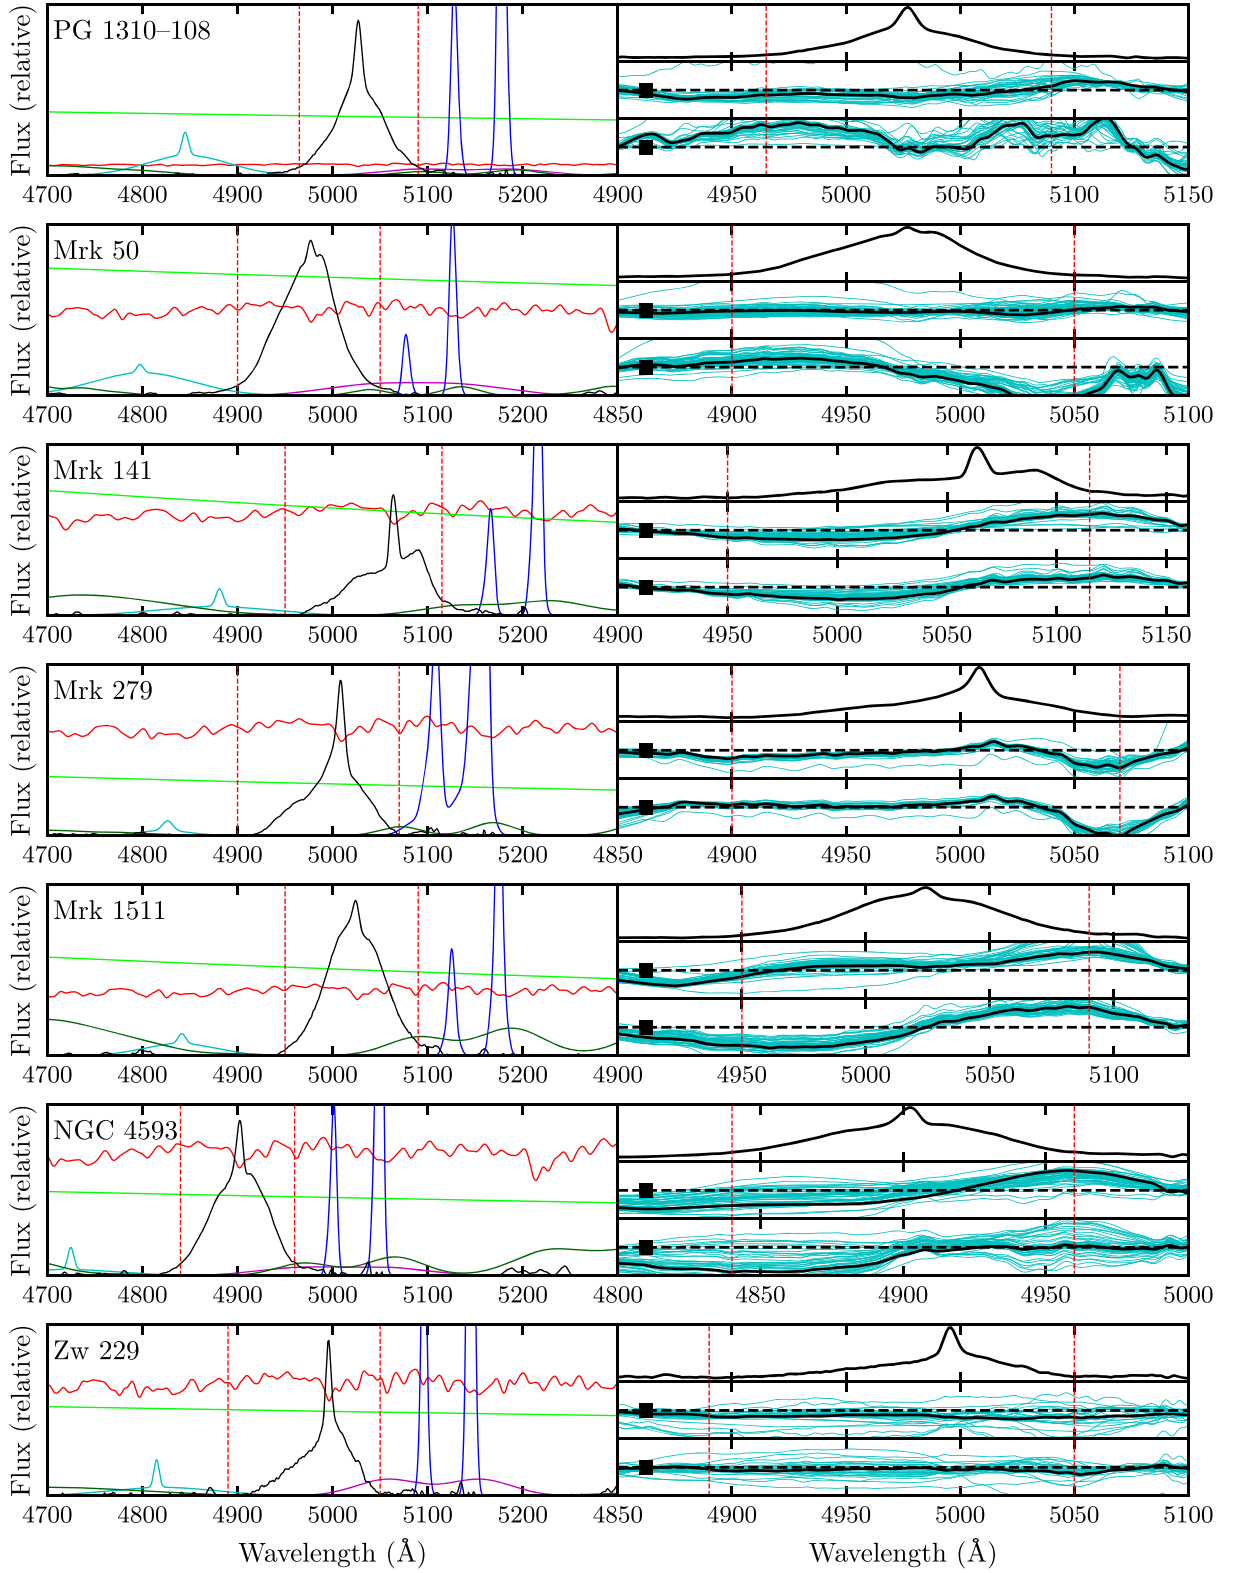 PG 1310–108
Flux (relative)
4700 4800 4900 5000 5100 5200 4900 4950 5000 5050 5100 5150
Mrk 50
Flux (relative)
4700 4800 4900 5000 5100 5200 4850 4900 4950 5000 5050 5100
Mrk 141
Flux (relative)
4700 4800 4900 5000 5100 5200 4900 4950 5000 5050 5100 5150
Mrk 279
Flux (relative)
4700 4800 4900 5000 5100 5200 4850 4900 4950 5000 5050 5100
Mrk 1511
Flux (relative)
4700 4800 4900 5000 5100 5200 4900 4950 5000 5050 5100
NGC 4593
Flux (relative)
4700 4800 4900 5000 5100 5200 4800 4850 4900 4950 5000
Zw 229
Flux (relative)
4700 4800 4900 5000 5100 5200 4850 4900 4950 5000 5050 5100
Wavelength (Å) Wavelength (Å)